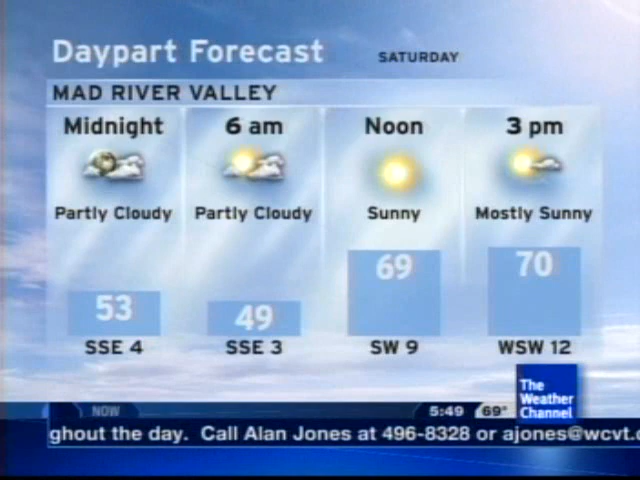 Daypart Forecast SATURDAY
MAD RIVER VALLEY
Midnight 6 am Noon 3 pm
Partly Cloudy Partly Cloudy Sunny Mostly Sunny
53 49 69 70
SSE 4 SSE 3 SW 9 WSW 12
The
Weather
Channel
NOW 5:49 69°
ghout the day. Call Alan Jones at 496-8328 or ajones@wcvt.c